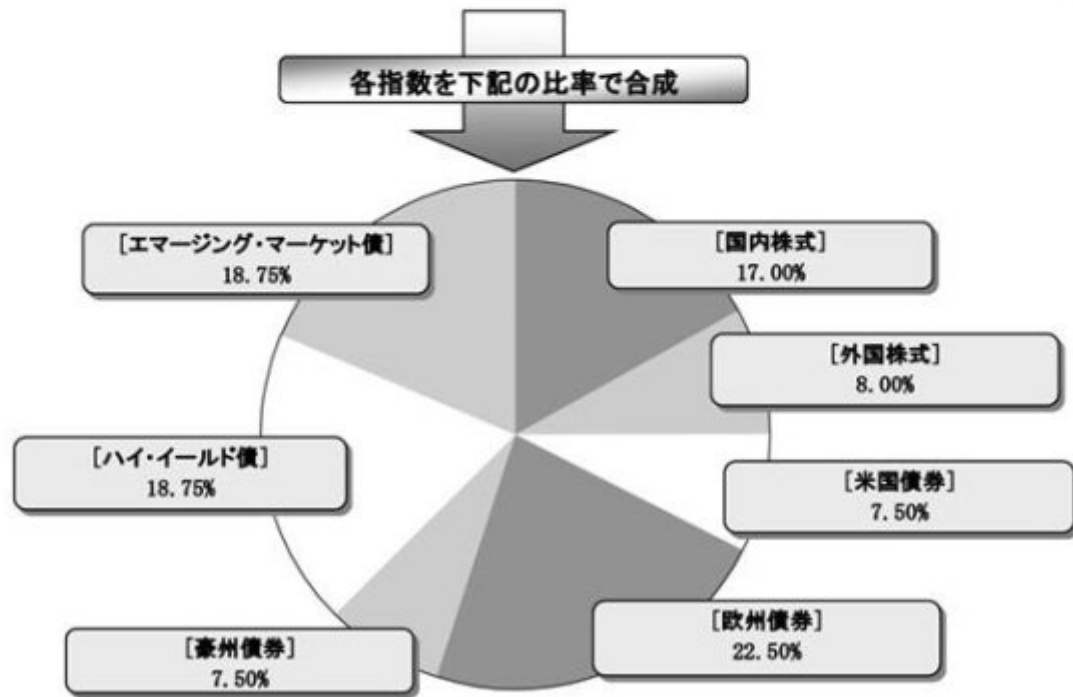 各指数を下記の比率で合成
[エマージング・マーケット債]
18.75%
[国内株式]
17.00%
[外国株式]
8.00%
[ハイ・イールド債]
18.75%
[米国債券]
7.50%
[欧州債券]
22.50%
[豪州債券]
7.50%